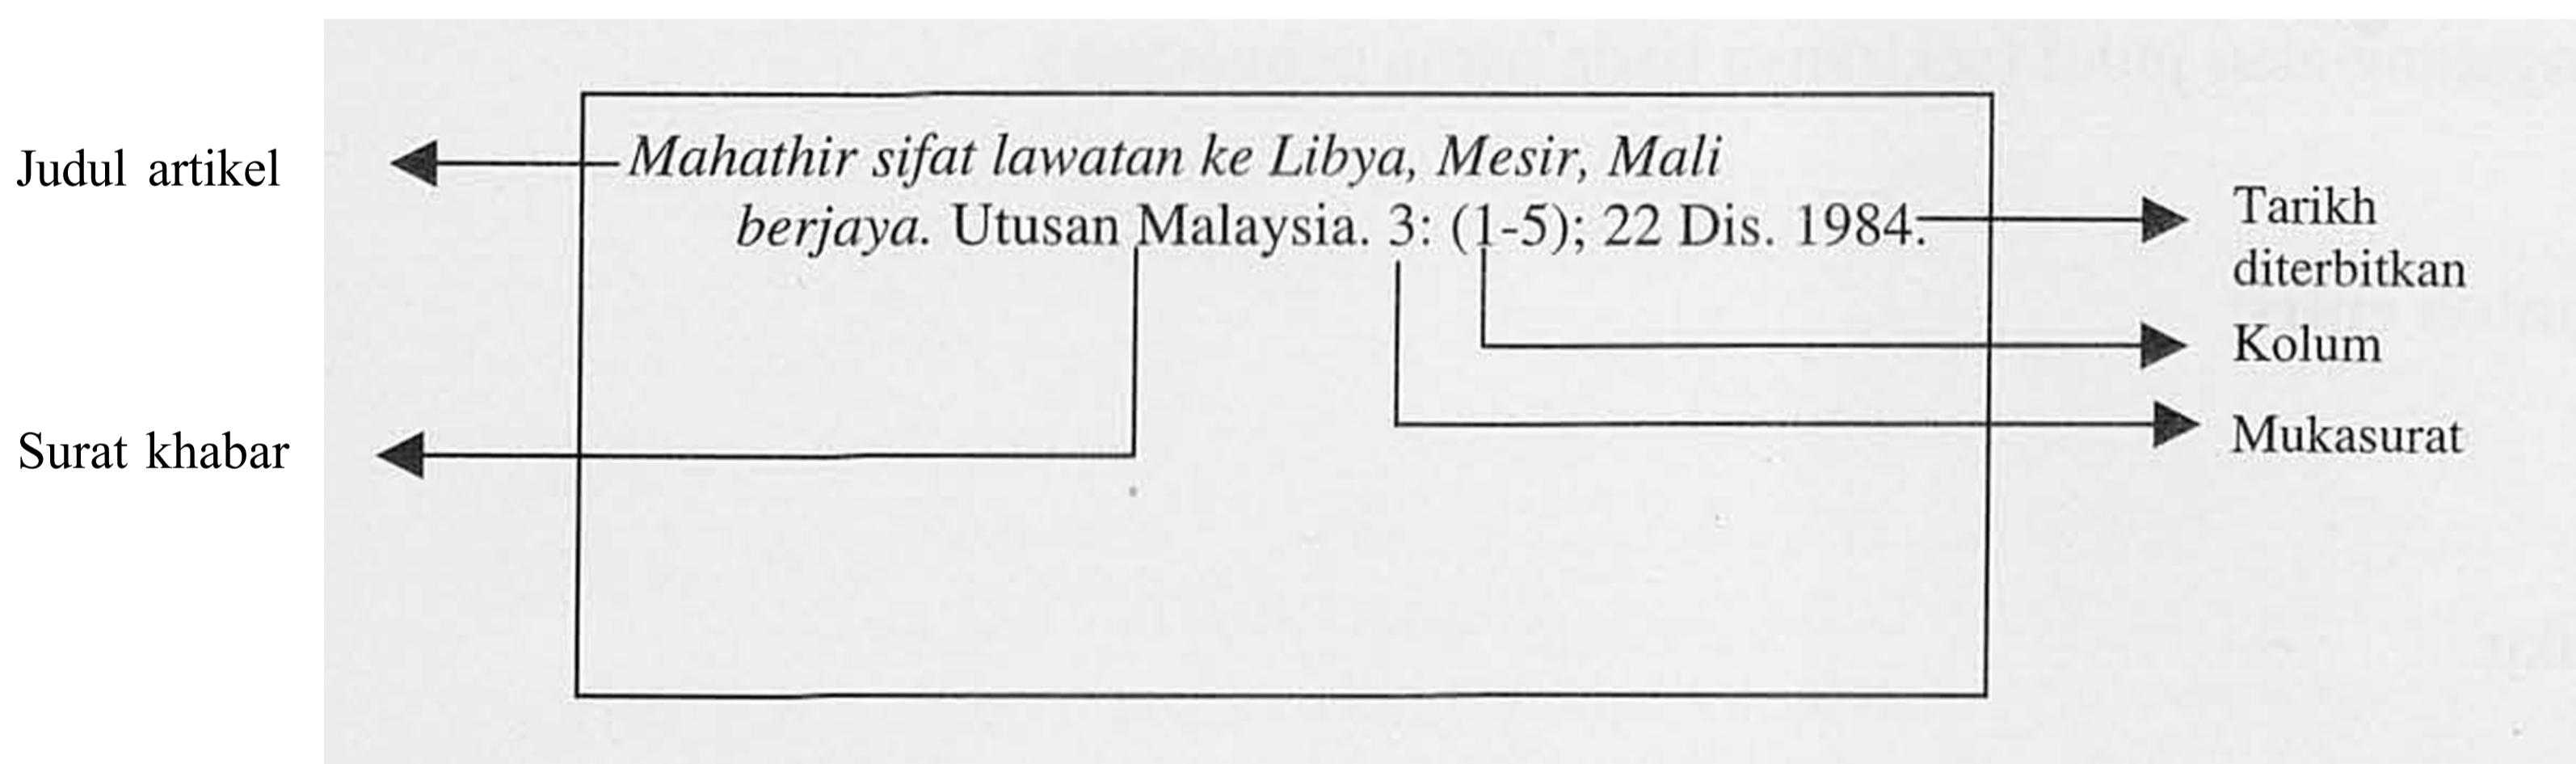 Judul artikel
Mahathir sifat lawatan ke Libya, Mesir, Mali
berjaya. Utusan Malaysia. 3: (1-5); 22 Dis. 1984.
Tarikh
diterbitkan
Kolum
Surat khabar
Mukasurat